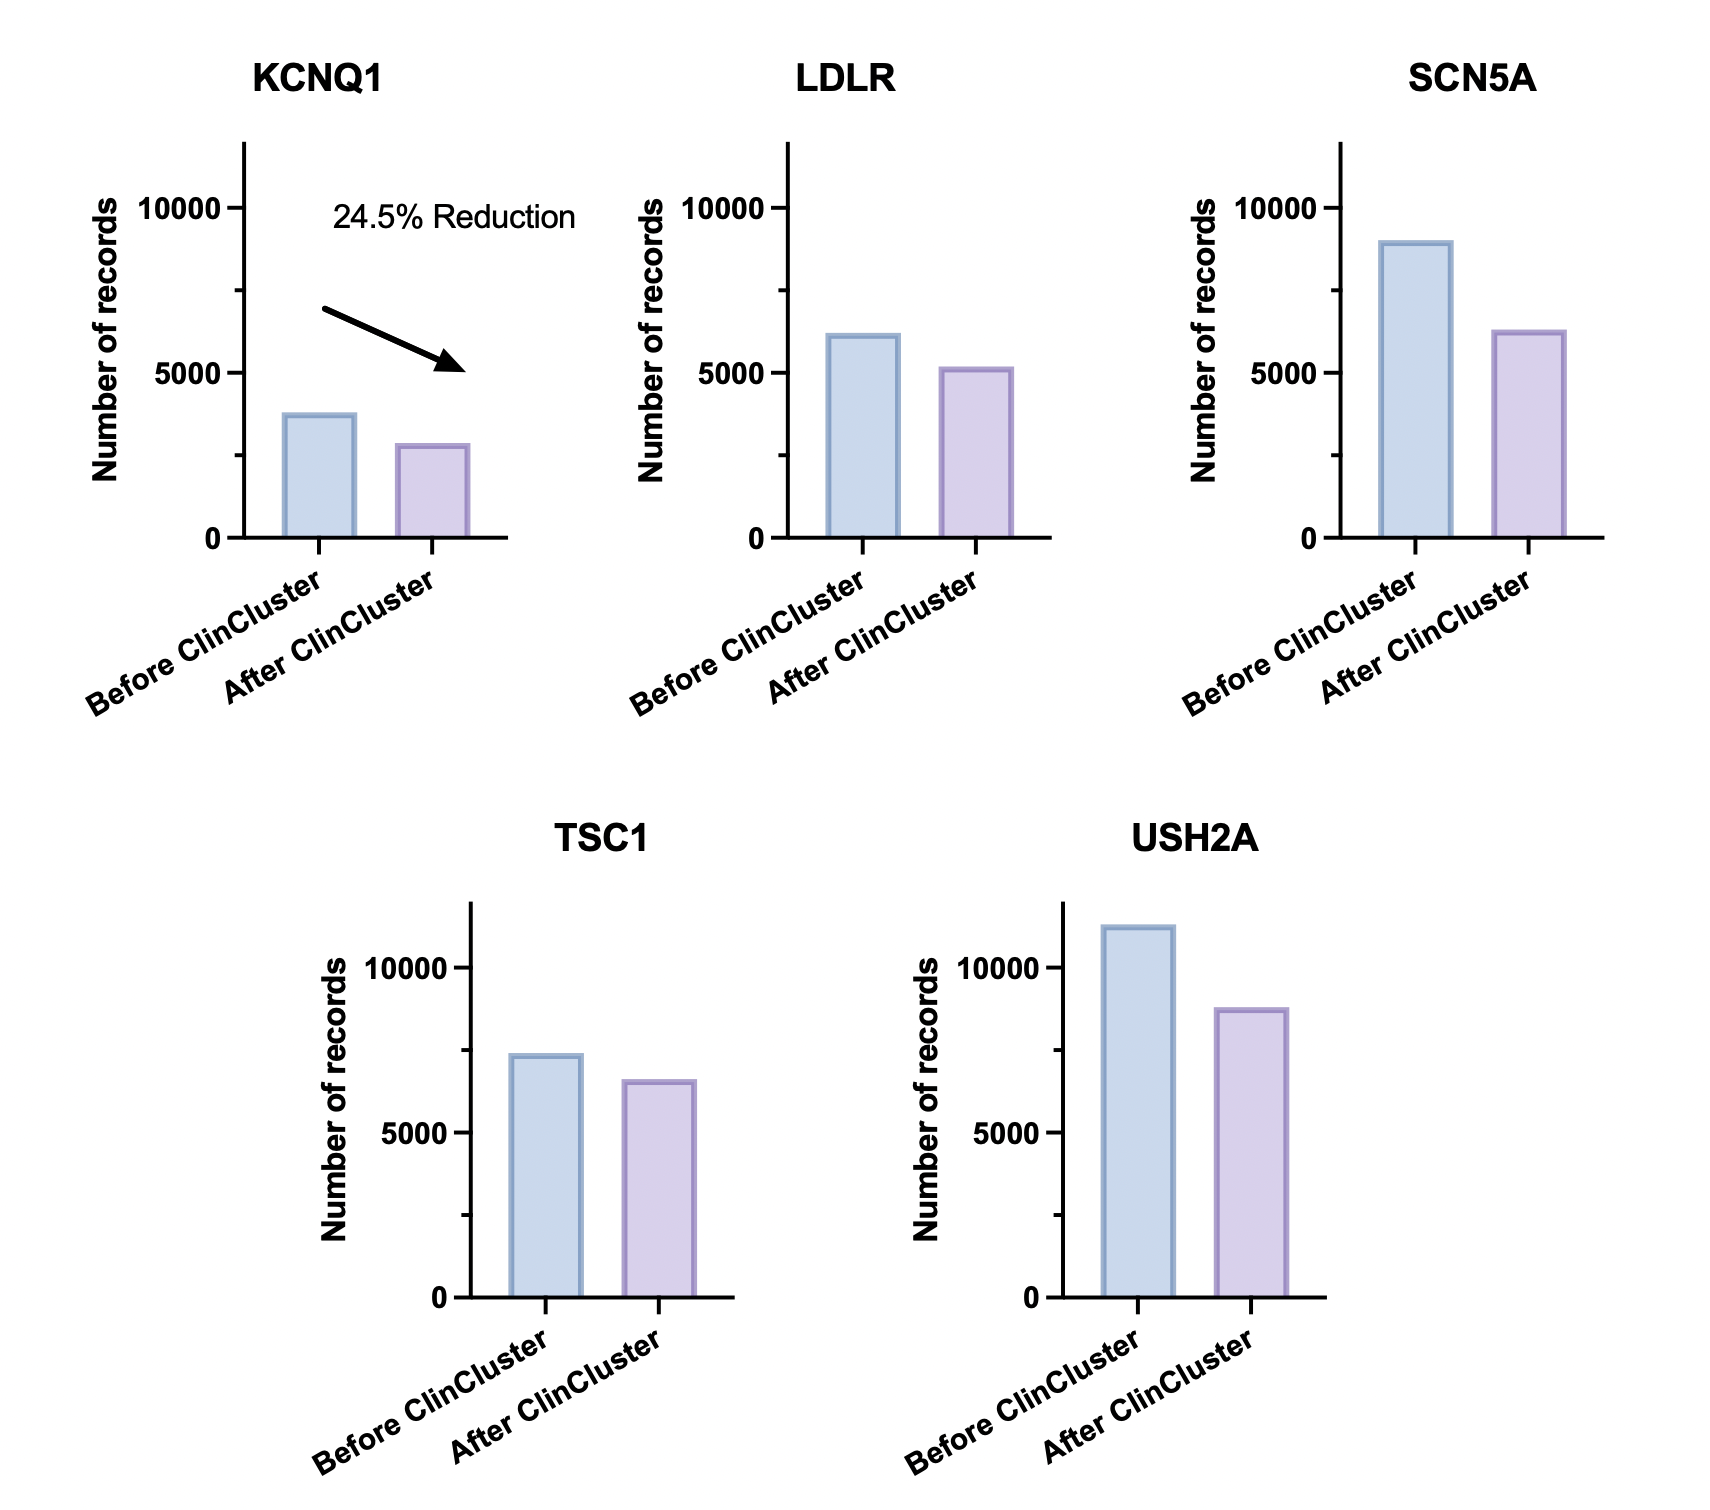 KCNQ1
Number of records
10000
5000
0
24.5% Reduction
Before ClinCluster
After ClinCluster
LDLR
Number of records
10000
5000
0
Before ClinCluster
After ClinCluster
SCN5A
Number of records
10000
5000
0
Before ClinCluster
After ClinCluster
TSC1
Number of records
10000
5000
0
Before ClinCluster
After ClinCluster
USH2A
Number of records
10000
5000
0
Before ClinCluster
After ClinCluster